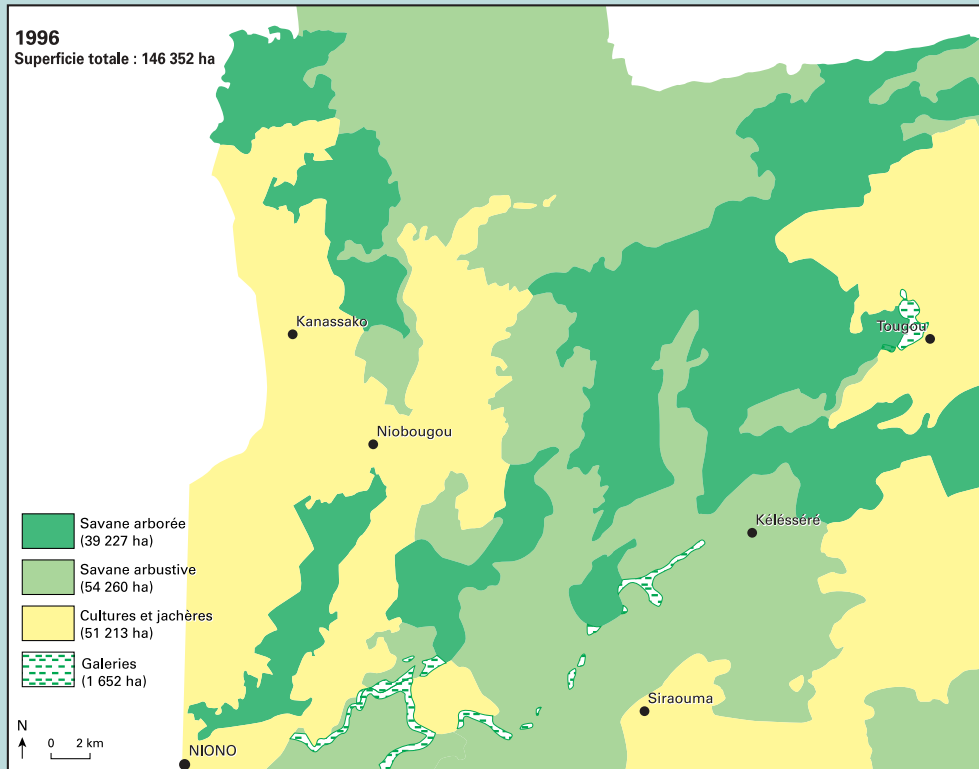 1996
Superficie totale : 146 352 ha
Kanassako
Tougou
Niobougou
Savane arborée
(39 227 ha)
Kélésséré
Savane arbustive
(54 260 ha)
Cultures et jachères
(51 213 ha)
Galeries
(1 652 ha)
Siraouma
N
0 2 km
NIONO